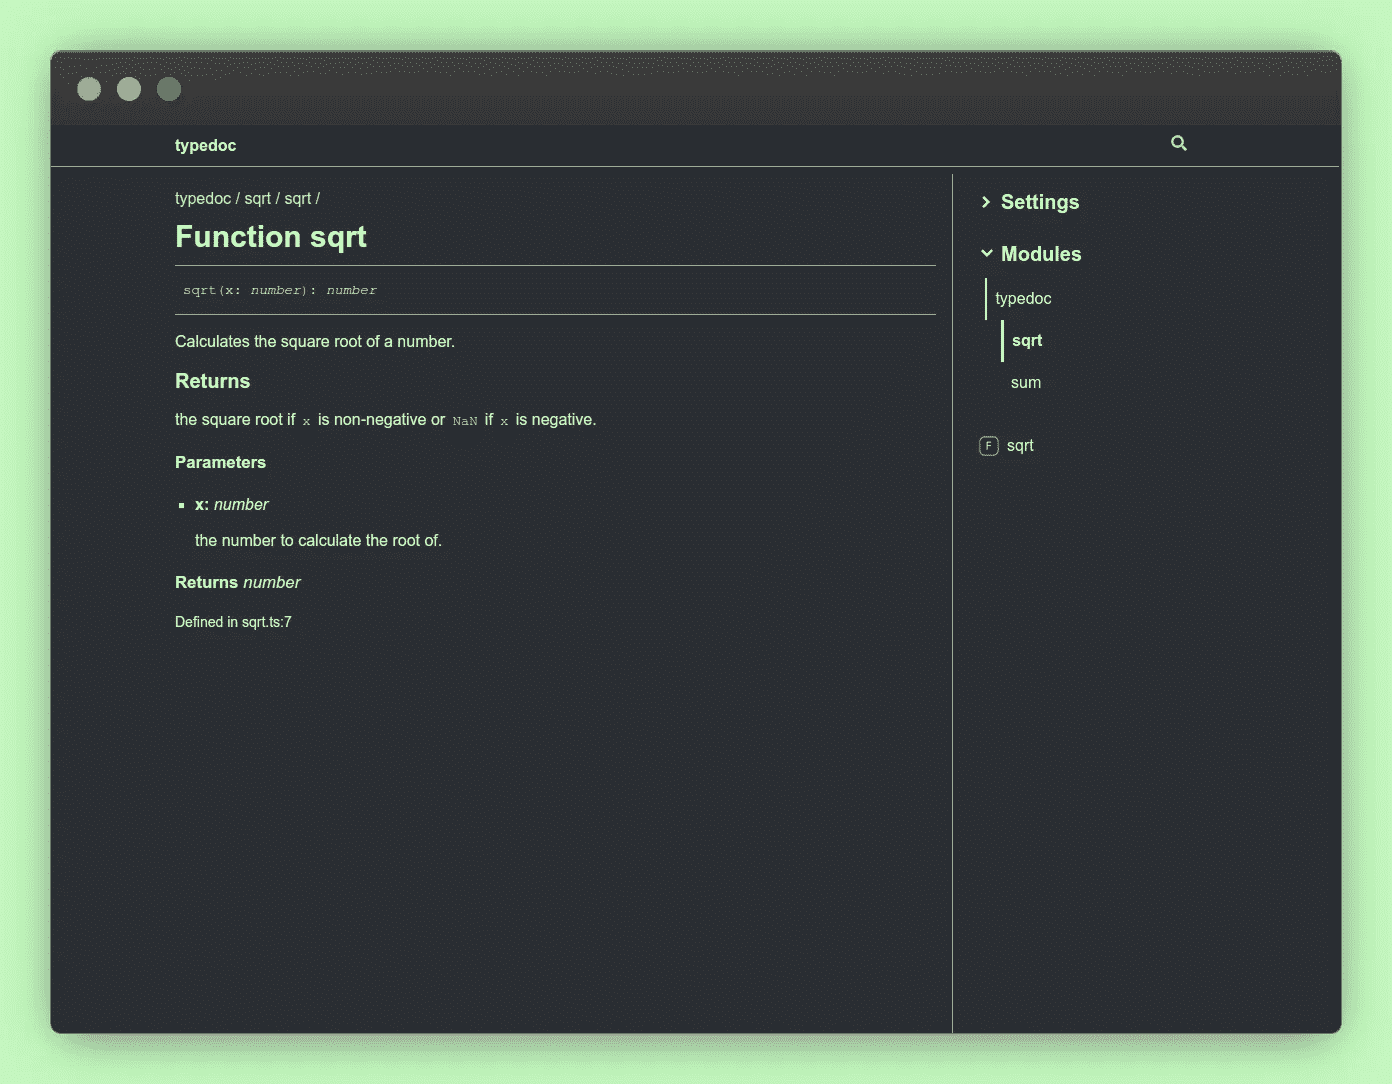 typedoc
typedoc / sqrt / sqrt /
Function sqrt
sqrt(x: number): number
Calculates the square root of a number.
Returns
the square root if x is non-negative or NaN if x is negative.
Parameters
x: number
the number to calculate the root of.
Returns number
Defined in sqrt.ts:7
Settings
Modules
typedoc
sqrt
sum
F sqrt